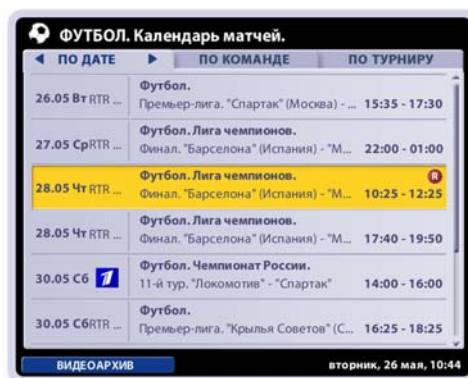 ФУТБОЛ. Календарь матчей.
ПО ДАТЕ ПО КОМАНДЕ ПО ТУРНИРУ
26.05 Вт RTR ... Футбол.
Премьер-лига. "Спартак" (Москва) - ... 15:35 - 17:30
27.05 Ср RTR ... Футбол. Лига чемпионов.
Финал. "Барселона" (Испания) - "М... 22:00 - 01:00
28.05 Чт RTR ... Футбол. Лига чемпионов. R
Финал. "Барселона" (Испания) - "М... 10:25 - 12:25
28.05 Чт RTR ... Футбол. Лига чемпионов.
Финал. "Барселона" (Испания) - "М... 17:40 - 19:50
30.05 Сб 1 Футбол. Чемпионат России.
11-й тур. "Локомотив" - "Спартак" 14:00 - 16:00
30.05 Сб RTR ... Футбол.
Премьер-лига. "Крылья Советов" (С... 16:25 - 18:25
ВИДЕОАРХИВ вторник, 26 мая, 10:44